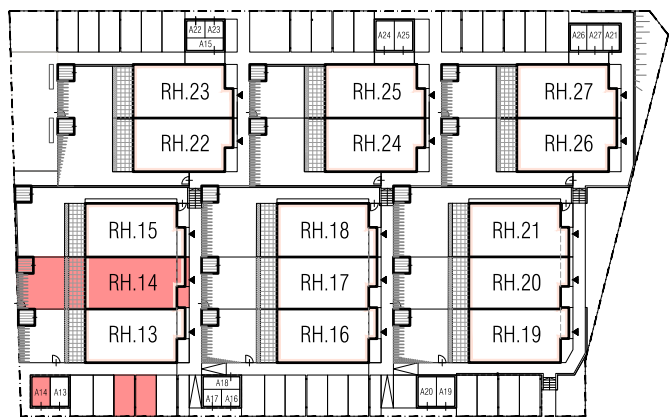 A22 A23 A24 A25 A26 A27 A21
A15
RH.23 RH.25 RH.27
RH.22 RH.24 RH.26
RH.15 RH.18 RH.21
RH.14 RH.17 RH.20
RH.13 RH.16 RH.19
A18
A14 A13 A17 A16 A20 A19